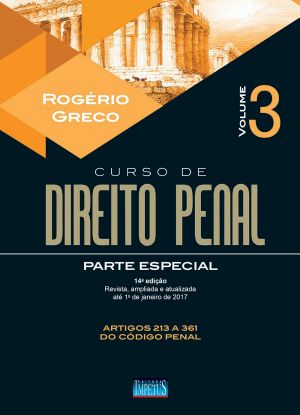 ROGÉRIO
GRECO
VOLUME 3
CURSO DE
DIREITO PENAL
PARTE ESPECIAL
14ª edição
Revista, ampliada e atualizada
até 1º de janeiro de 2017
ARTIGOS 213 A 361
DO CÓDIGO PENAL
EDITORA
IMPETUS